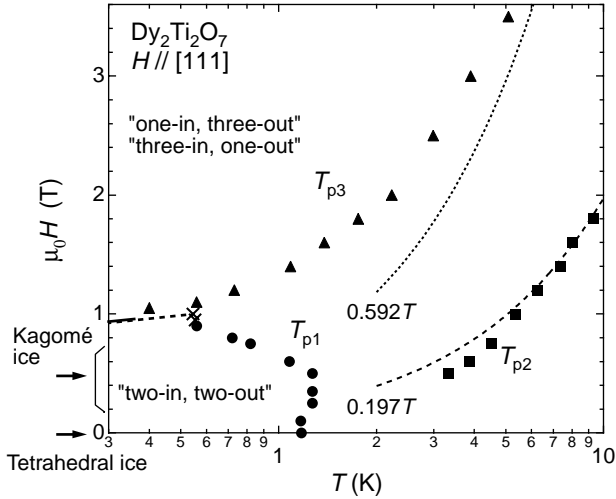 Dy2Ti2O7
H // [111]
"one-in, three-out"
"three-in, one-out"
Tp3
Tp1
Tp2
0.592T
0.197T
"two-in, two-out"
Kagomé
ice
Tetrahedral ice
μ0H (T)
3
2
1
0
3 4 5 6 7 8 9 1 2 3 4 5 6 7 8 9 10
T (K)